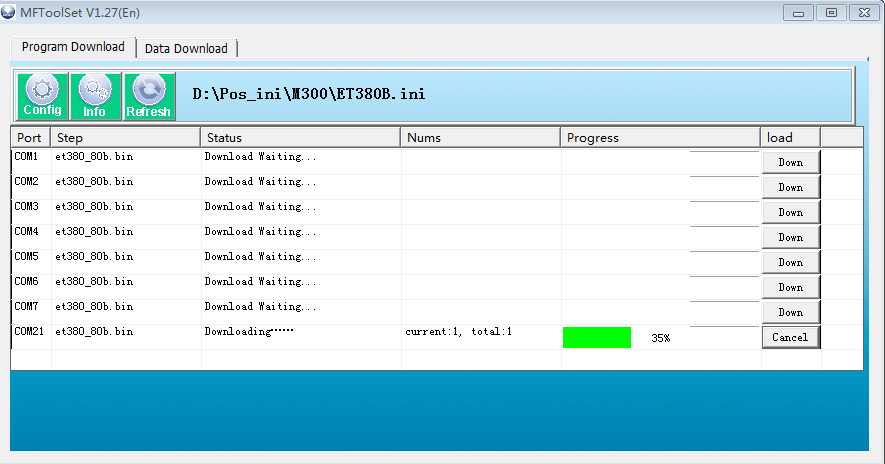 MFToolSet V1.27(En)
Program Download Data Download
Config Info Refresh D:\Pos_ini\M300\ET380B.ini
Port Step Status Nums Progress load
COM1 et380_80b.bin Download Waiting... Down
COM2 et380_80b.bin Download Waiting... Down
COM3 et380_80b.bin Download Waiting... Down
COM4 et380_80b.bin Download Waiting... Down
COM5 et380_80b.bin Download Waiting... Down
COM6 et380_80b.bin Download Waiting... Down
COM7 et380_80b.bin Download Waiting... Down
COM21 et380_80b.bin Downloading…… current:1, total:1 35% Cancel